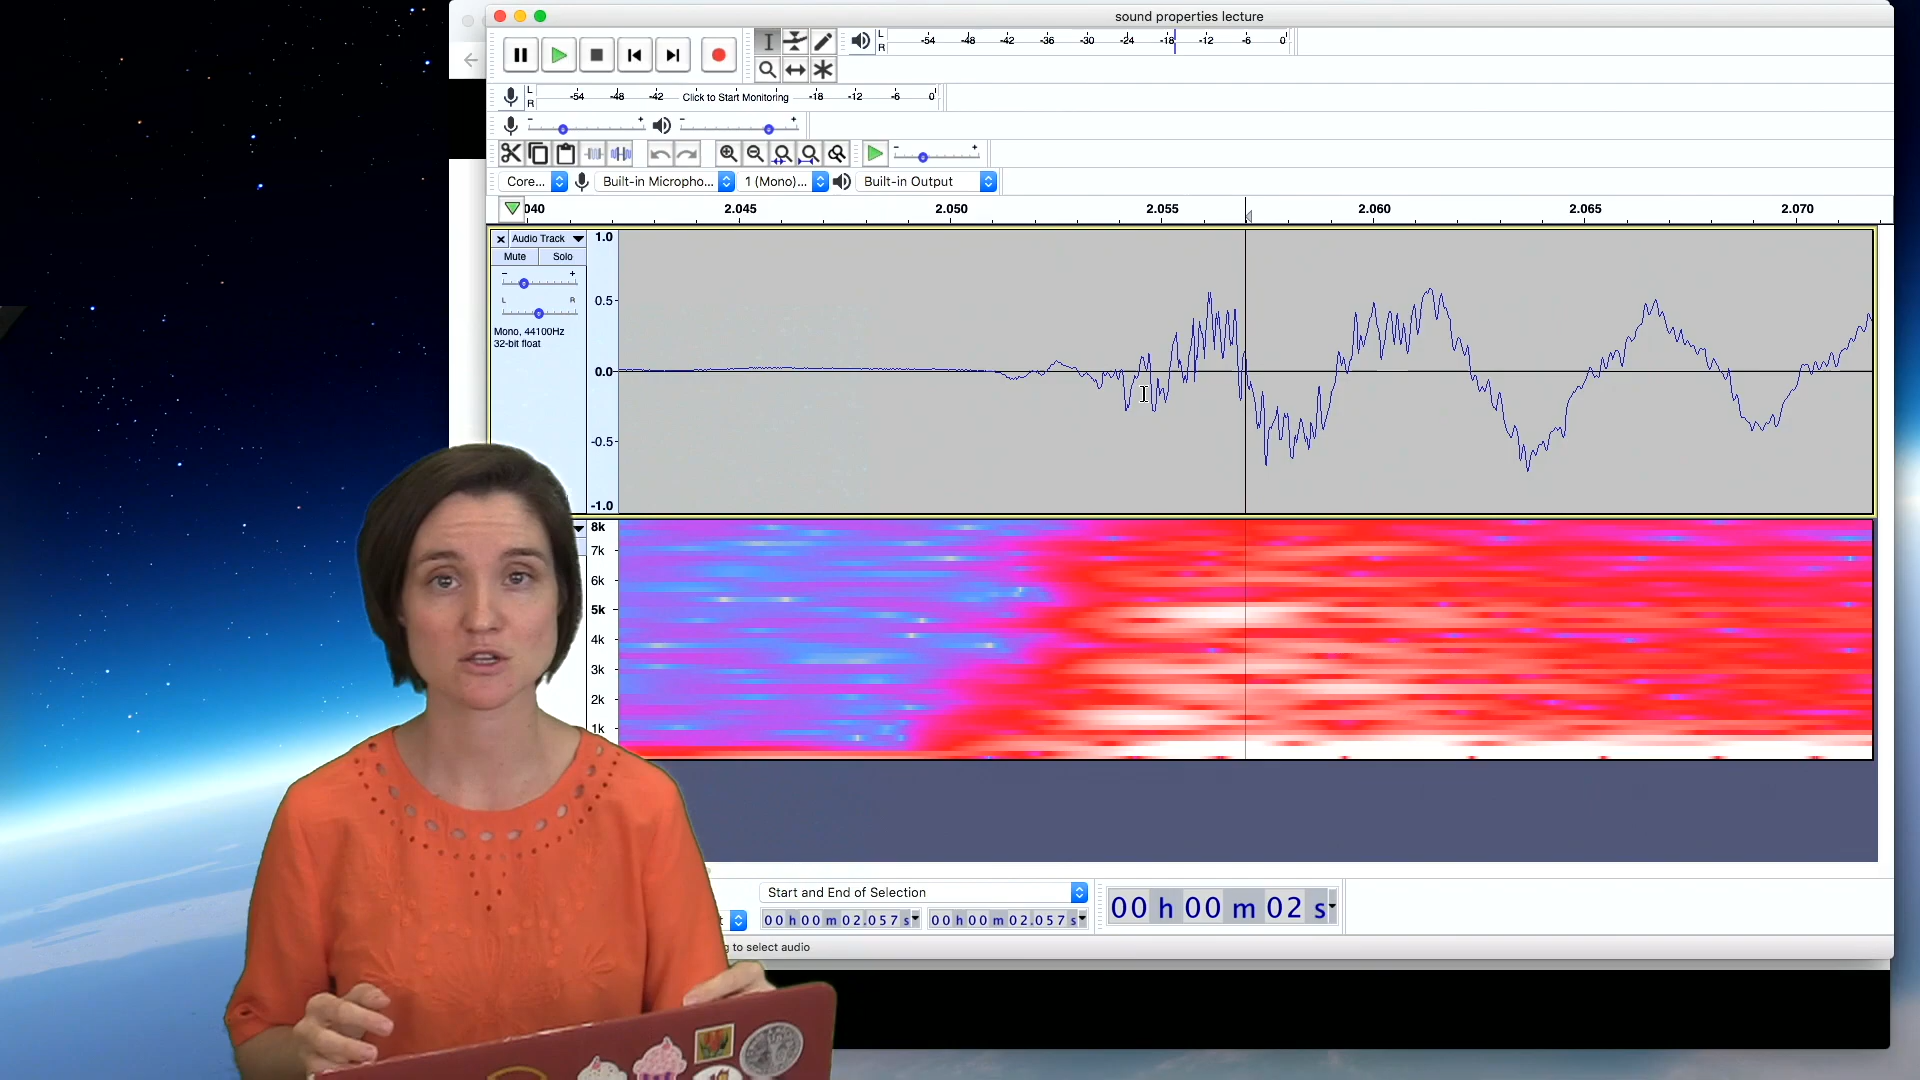 sound properties lecture
L
R
-54 -48 -42 -36 -30 -24 -18 -12 -6 0
L
R
-54 -48 -42 Click to Start Monitoring -18 -12 -6 0
- + - +
- +
Core... Built-in Micropho... 1 (Mono)... Built-in Output
040 2.045 2.050 2.055 2.060 2.065 2.070
Audio Track
Mute Solo
- +
L R
Mono, 44100Hz
32-bit float
1.0
0.5
0.0
-0.5
-1.0
8k
7k
6k
5k
4k
3k
2k
1k
Start and End of Selection
00 h 00 m 02.057 s 00 h 00 m 02.057 s
00 h 00 m 02 s
to select audio